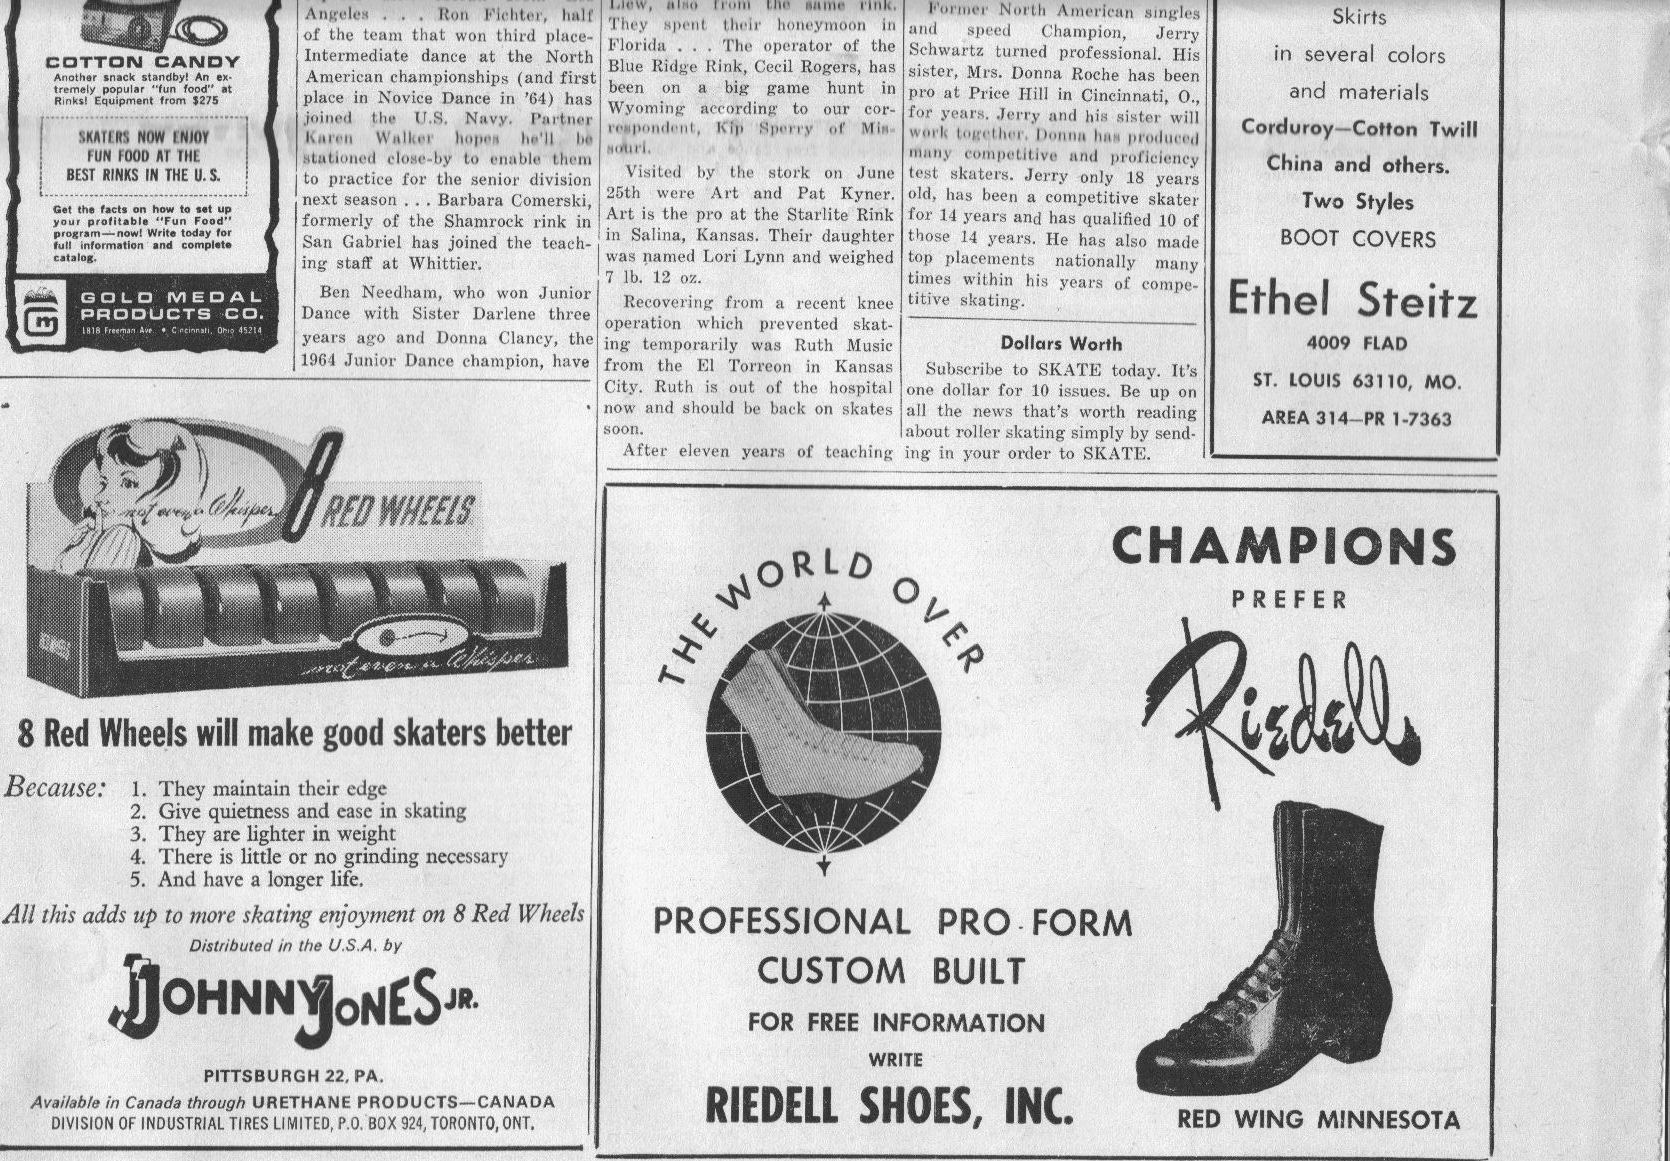 COTTON CANDY
Another snack standby! An ex-
tremely popular "fun food" at
Rinks! Equipment from $275
SKATERS NOW ENJOY
FUN FOOD AT THE
BEST RINKS IN THE U. S.
Get the facts on how to set up
your profitable "Fun Food"
program—now! Write today for
full information and complete
catalog.
GOLD MEDAL
PRODUCTS CO.
1818 Freeman Ave. • Cincinnati, Ohio 45214
Angeles . . . Ron Fichter, half
of the team that won third place-
Intermediate dance at the North
American championships (and first
place in Novice Dance in '64) has
joined the U.S. Navy. Partner
Karen Walker hopes he'll be
stationed close-by to enable them
to practice for the senior division
next season . . . Barbara Comerski,
formerly of the Shamrock rink in
San Gabriel has joined the teach-
ing staff at Whittier.
Ben Needham, who won Junior
Dance with Sister Darlene three
years ago and Donna Clancy, the
1964 Junior Dance champion, have
also from the same rink.
They spent their honeymoon in
Florida . . . The operator of the
Blue Ridge Rink, Cecil Rogers, has
been on a big game hunt in
Wyoming according to our cor-
respondent, Kip Sperry of Mis-
souri.
Visited by the stork on June
25th were Art and Pat Kyner.
Art is the pro at the Starlite Rink
in Salina, Kansas. Their daughter
was named Lori Lynn and weighed
7 lb. 12 oz.
Recovering from a recent knee
operation which prevented skat-
ing temporarily was Ruth Music
from the El Torreon in Kansas
City. Ruth is out of the hospital
now and should be back on skates
soon.
After eleven years of teaching
Former North American singles
and speed Champion, Jerry
Schwartz turned professional. His
sister, Mrs. Donna Roche has been
pro at Price Hill in Cincinnati, O.,
for years. Jerry and his sister will
work together. Donna has produced
many competitive and proficiency
test skaters. Jerry only 18 years
old, has been a competitive skater
for 14 years and has qualified 10 of
those 14 years. He has also made
top placements nationally many
times within his years of compe-
titive skating.
Dollars Worth
Subscribe to SKATE today. It's
one dollar for 10 issues. Be up on
all the news that's worth reading
about roller skating simply by send-
ing in your order to SKATE.
Skirts
in several colors
and materials
Corduroy—Cotton Twill
China and others.
Two Styles
BOOT COVERS
Ethel Steitz
4009 FLAD
ST. LOUIS 63110, MO.
AREA 314—PR 1-7363
not even a Whisper
8 RED WHEELS
not even a Whisper
8 Red Wheels will make good skaters better
Because: 1. They maintain their edge
2. Give quietness and ease in skating
3. They are lighter in weight
4. There is little or no grinding necessary
5. And have a longer life.
All this adds up to more skating enjoyment on 8 Red Wheels
Distributed in the U.S.A. by
JOHNNY JONES JR.
PITTSBURGH 22, PA.
Available in Canada through URETHANE PRODUCTS—CANADA
DIVISION OF INDUSTRIAL TIRES LIMITED, P.O. BOX 924, TORONTO, ONT.
THE WORLD OVER
CHAMPIONS
PREFER
Riedell
PROFESSIONAL PRO-FORM
CUSTOM BUILT
FOR FREE INFORMATION
WRITE
RIEDELL SHOES, INC.
RED WING MINNESOTA